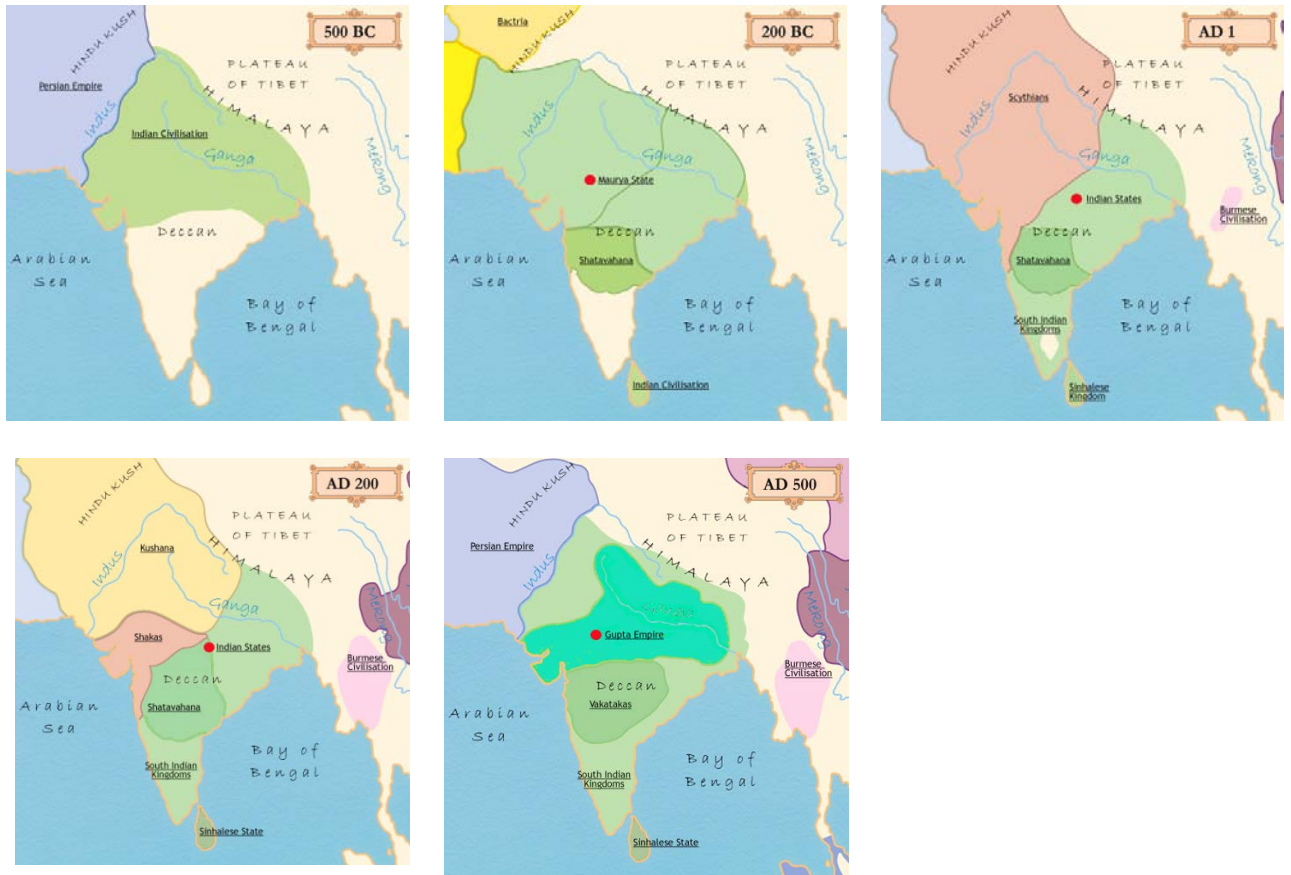 500 BC
HINDU KUSH
PLATEAU
OF TIBET
Persian Empire
HIMALAYA
Indus
Indian Civilisation
Ganga
Mekong
Deccan
Arabian
Sea
Bay of
Bengal
200 BC
Bactria
HINDU KUSH
PLATEAU
OF TIBET
HIMALAYA
Indus
Ganga
Mekong
Maurya State
Deccan
Shatavahana
Arabian
Sea
Bay of
Bengal
Indian Civilisation
AD 1
HINDU KUSH
PLATEAU
OF TIBET
Scythians
HIMALAYA
Indus
Ganga
Mekong
Indian States
Burmese
Civilisation
Deccan
Shatavahana
Arabian
Sea
Bay of
Bengal
South Indian
Kingdoms
Sinhalese
Kingdom
AD 200
HINDU KUSH
PLATEAU
OF TIBET
Kushana
HIMALAYA
Indus
Ganga
Mekong
Shakas
Indian States
Burmese
Civilisation
Deccan
Shatavahana
Arabian
Sea
Bay of
Bengal
South Indian
Kingdoms
Sinhalese State
AD 500
HINDU KUSH
PLATEAU
OF TIBET
Persian Empire
HIMALAYA
Indus
Ganga
Mekong
Gupta Empire
Burmese
Civilisation
Deccan
Vakatakas
Arabian
Sea
Bay of
Bengal
South Indian
Kingdoms
Sinhalese State